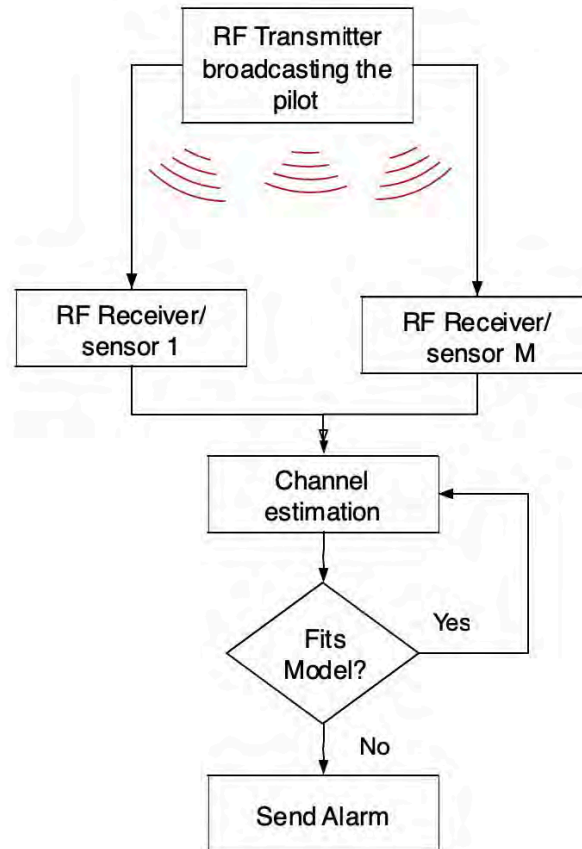 RF Transmitter
broadcasting the
pilot
RF Receiver/
sensor 1
RF Receiver/
sensor M
Channel
estimation
Fits
Model?
Yes
No
Send Alarm